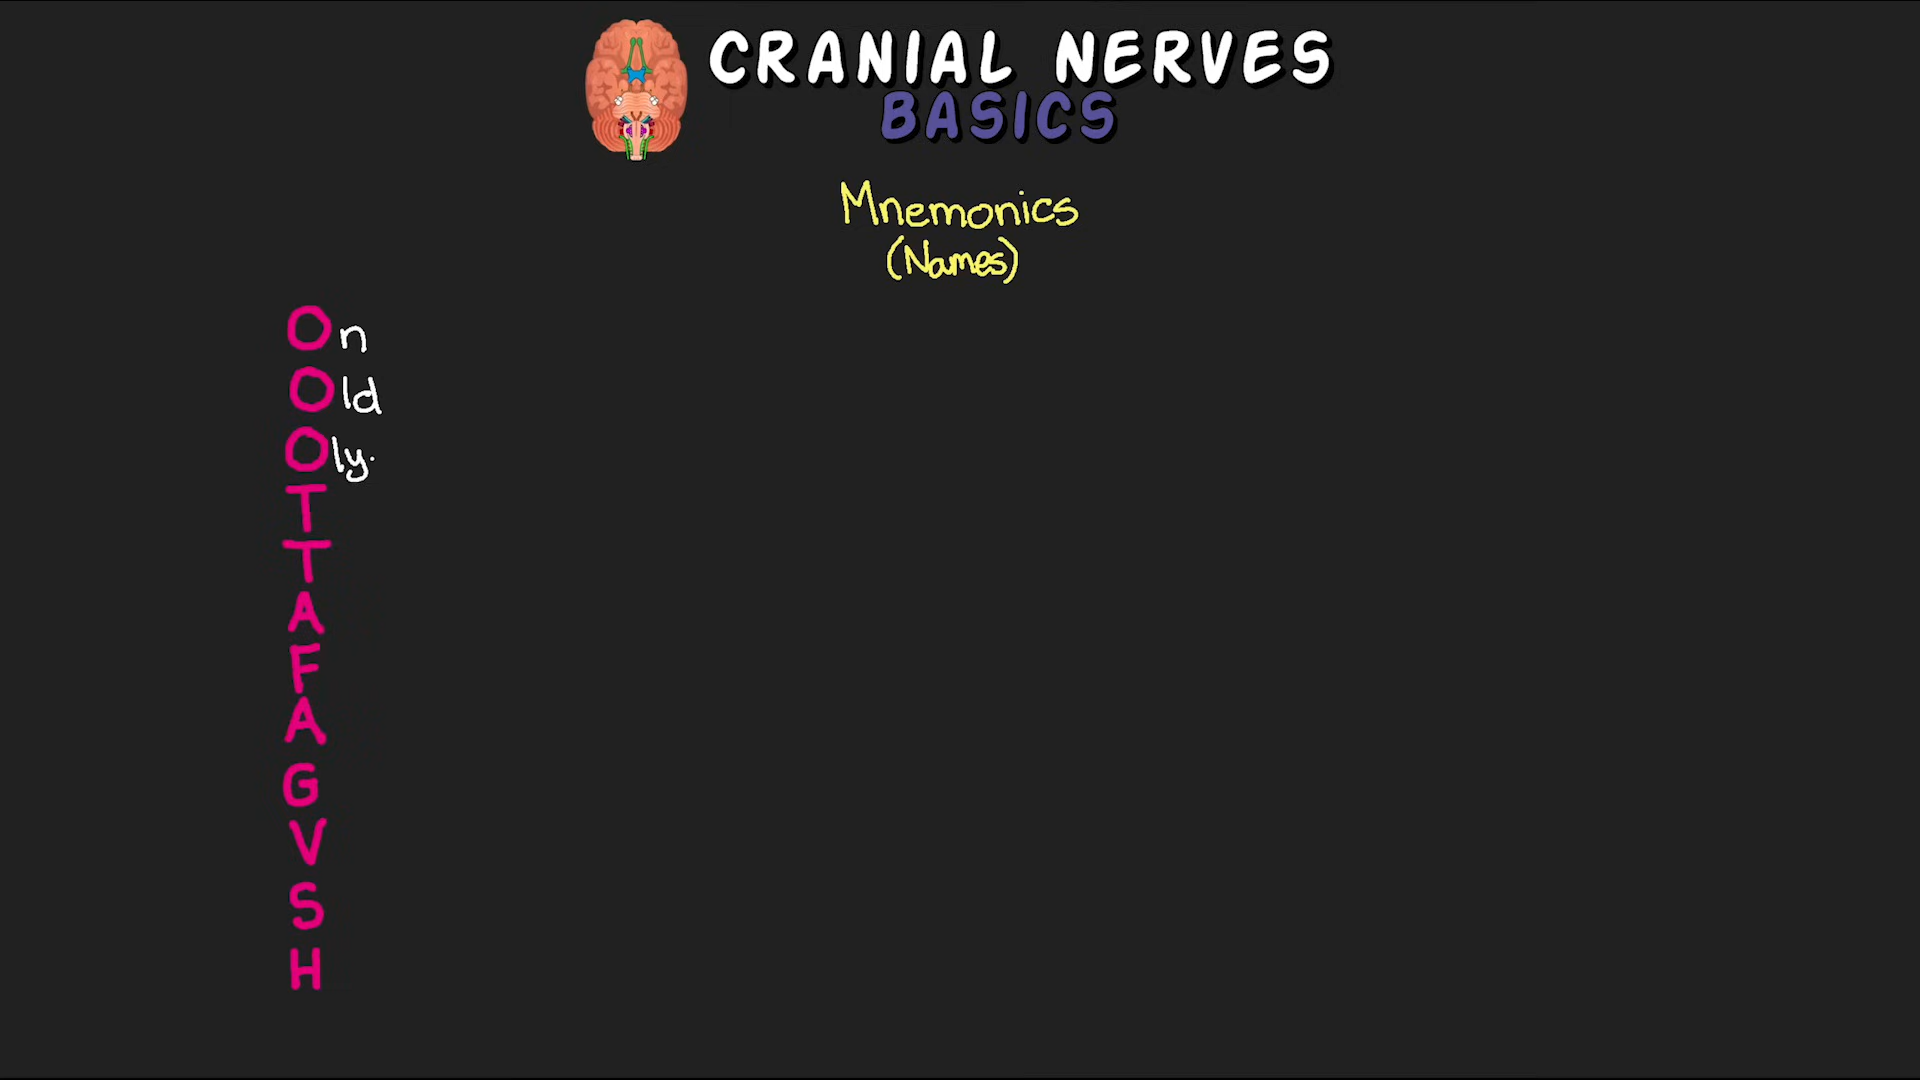 CRANIAL NERVES
BASICS
Mnemonics
(Names)
On
Old
Oly.
T
T
A
F
A
G
V
S
H